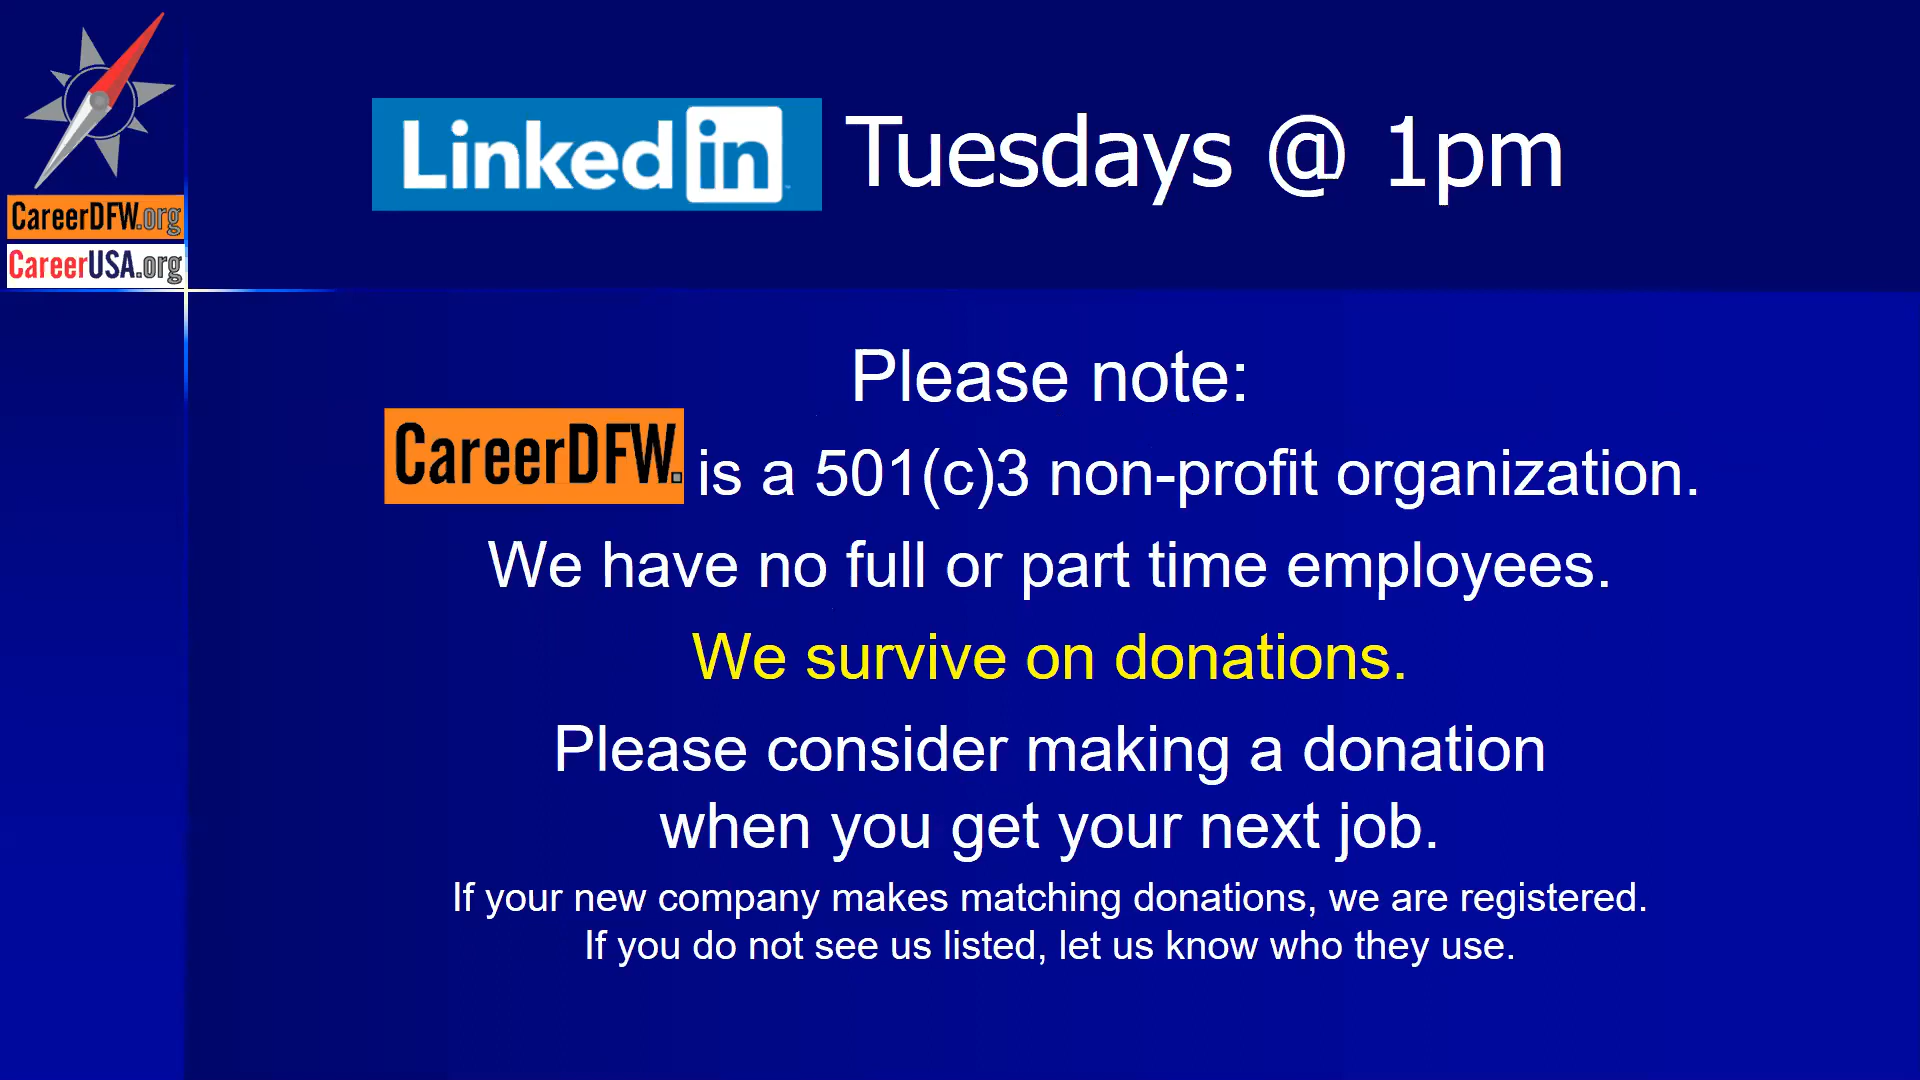 CareerDFW.org
CareerUSA.org
Linked in Tuesdays @ 1pm
Please note:
CareerDFW. is a 501(c)3 non-profit organization.
We have no full or part time employees.
We survive on donations.
Please consider making a donation
when you get your next job.
If your new company makes matching donations, we are registered.
If you do not see us listed, let us know who they use.